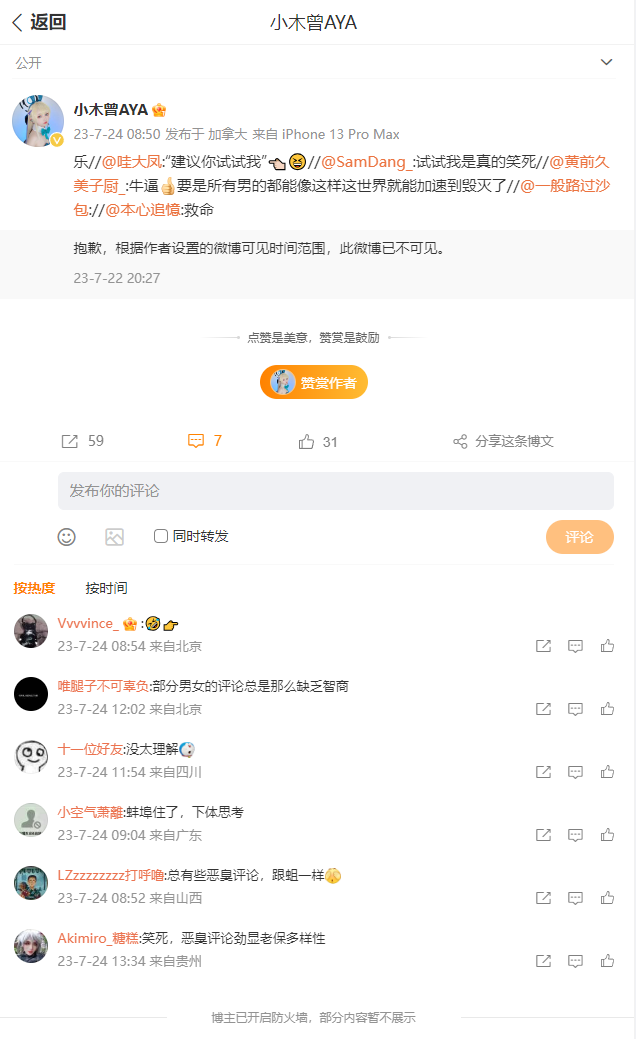 返回
小木曾AYA
公开
小木曾AYA
23-7-24 08:50 发布于 加拿大 来自 iPhone 13 Pro Max
乐//@哇大凤:“建议你试试我”👈🏻😆//@SamDang_:试试我是真的笑死//@黄前久
美子厨_:牛逼👍🏻要是所有男的都能像这样这世界就能加速到毁灭了//@一般路过沙
包://@本心追憶:救命
抱歉，根据作者设置的微博可见时间范围，此微博已不可见。
23-7-22 20:27
点赞是美意，赞赏是鼓励
赞赏作者
59
7
31
分享这条博文
发布你的评论
同时转发
评论
按热度
按时间
Vvvvince_ :🤣👉
23-7-24 08:54 来自北京
唯腿子不可辜负:部分男女的评论总是那么缺乏智商
23-7-24 12:02 来自北京
十一位好友:没太理解
23-7-24 11:54 来自四川
小空气萧離:蚌埠住了，下体思考
23-7-24 09:04 来自广东
LZzzzzzzzz打呼噜:总有些恶臭评论，跟蛆一样
23-7-24 08:52 来自山西
Akimiro_糖糕:笑死，恶臭评论劲显老保多样性
23-7-24 13:34 来自贵州
博主已开启防火墙，部分内容暂不展示